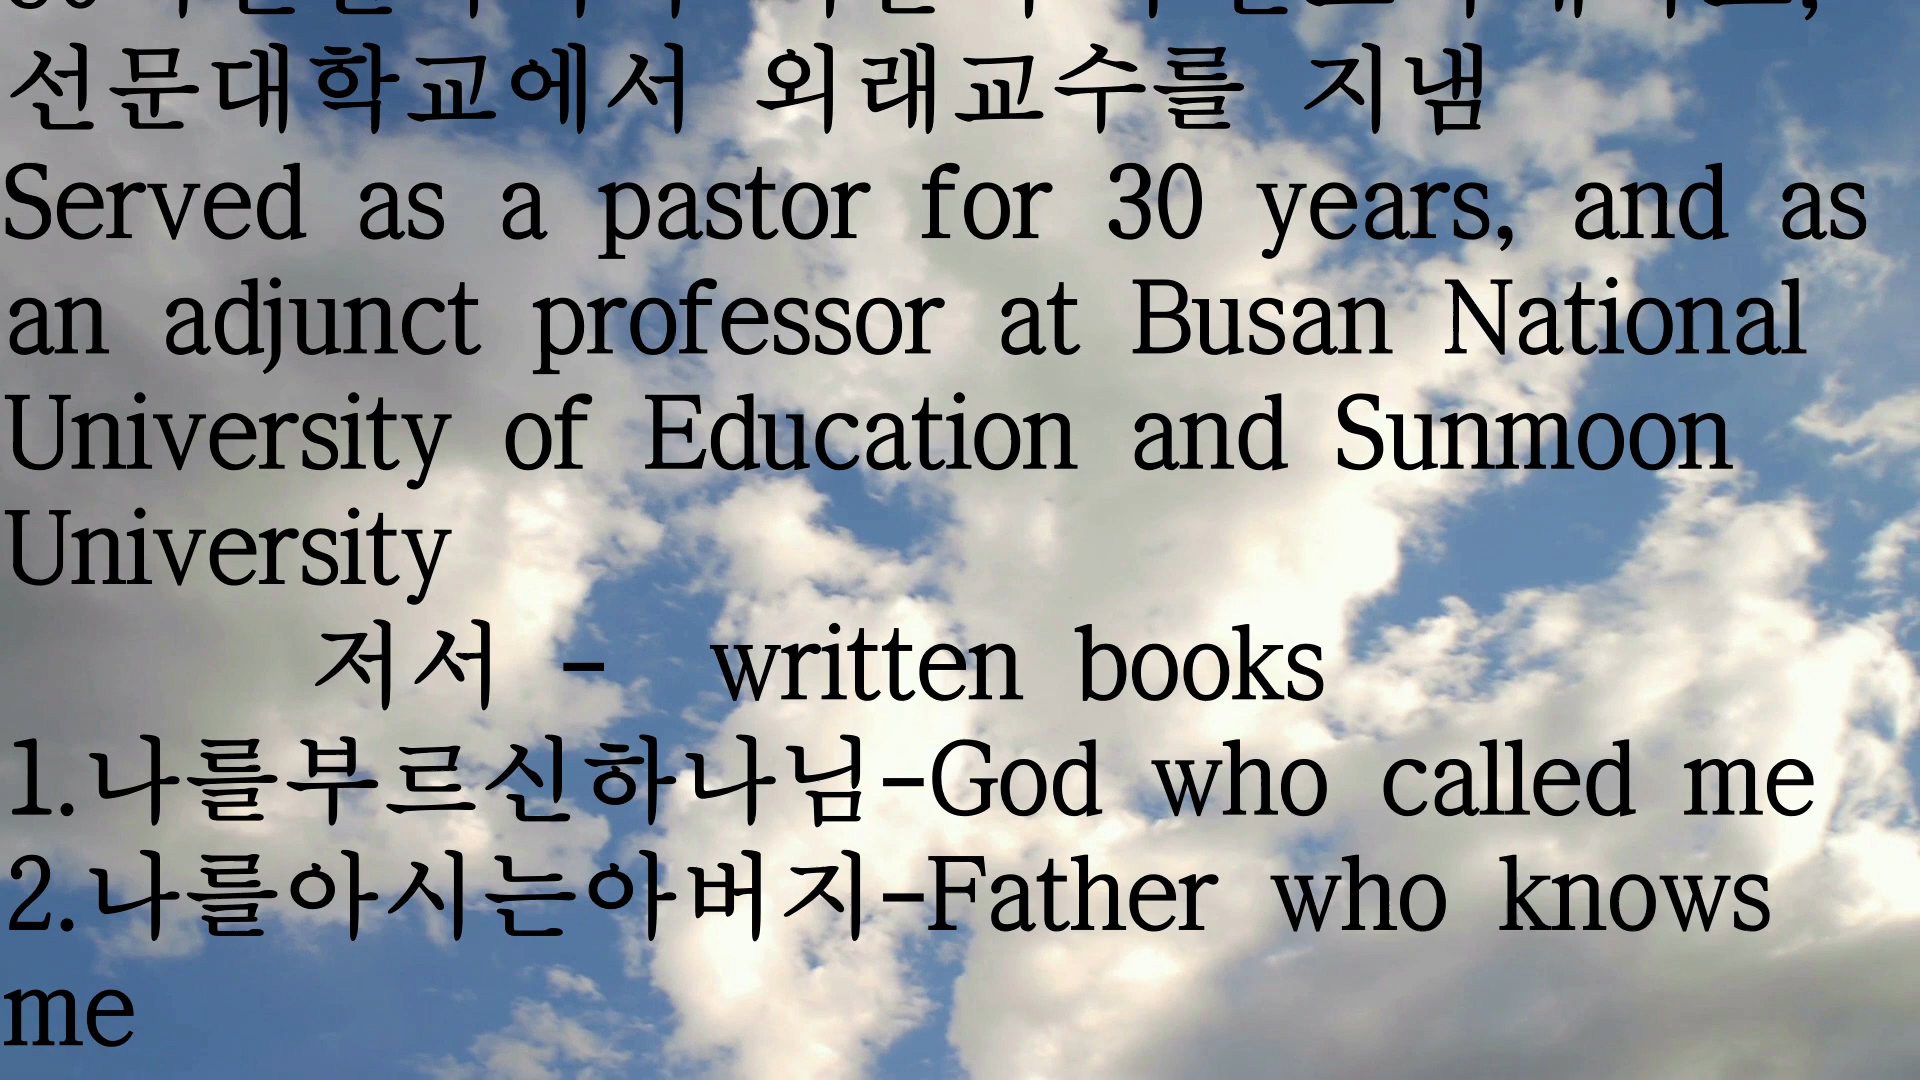 선문대학교에서 외래교수를 지냄
Served as a pastor for 30 years, and as
an adjunct professor at Busan National
University of Education and Sunmoon
University
저서 - written books
1.나를부르신하나님-God who called me
2.나를아시는아버지-Father who knows
me